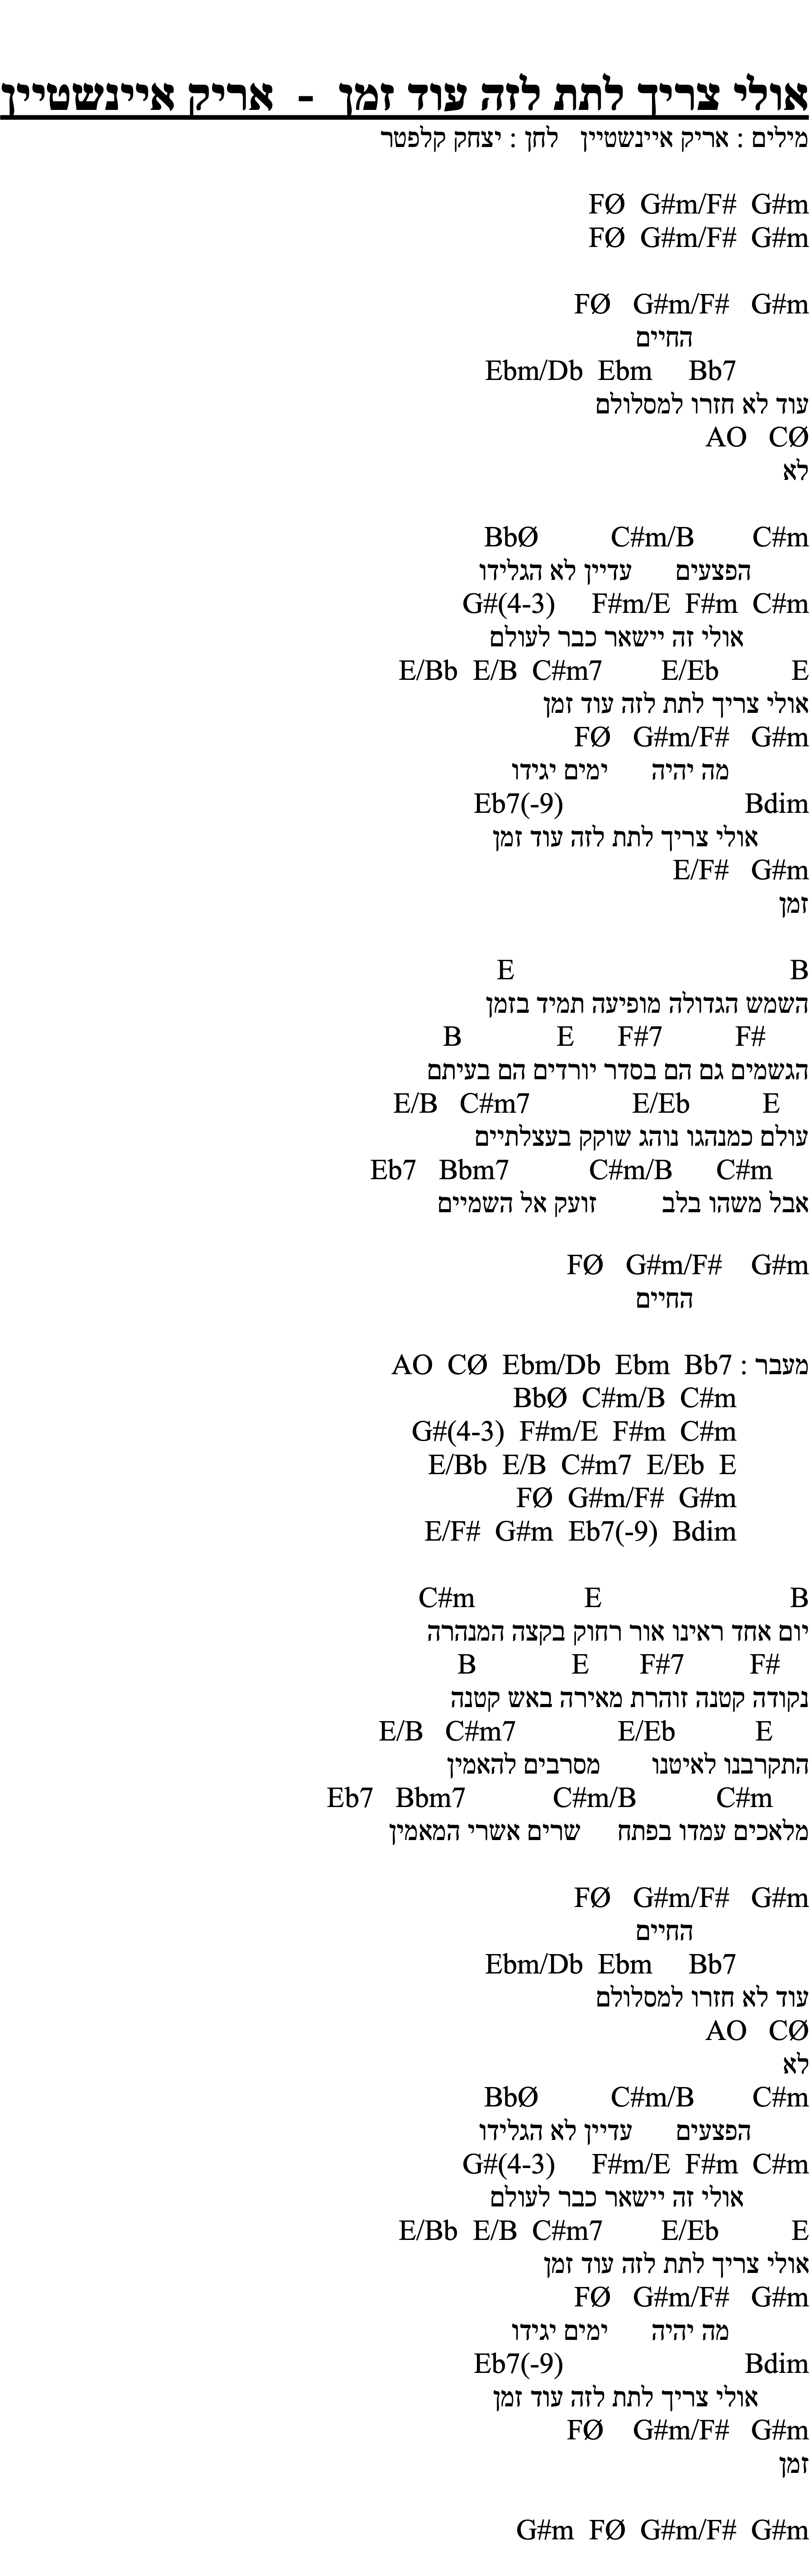 אולי צריך לתת לזה עוד זמן - אריק איינשטיין
מילים : אריק איינשטיין לחן : יצחק קלפטר
FØ G#m/F# G#m
FØ G#m/F# G#m
FØ G#m/F# G#m
החיים
Ebm/Db Ebm Bb7
עוד לא חזרו למסלולם
AO CØ
לא
BbØ C#m/B C#m
הפצעים עדיין לא הגלידו
G#(4-3) F#m/E F#m C#m
אולי זה יישאר כבר לעולם
E/Bb E/B C#m7 E/Eb E
אולי צריך לתת לזה עוד זמן
FØ G#m/F# G#m
מה יהיה ימים יגידו
Eb7(-9) Bdim
אולי צריך לתת לזה עוד זמן
E/F# G#m
זמן
E B
השמש הגדולה מופיעה תמיד בזמן
B E F#7 F#
הגשמים גם הם בסדר יורדים הם בעיתם
E/B C#m7 E/Eb E
עולם כמנהגו נוהג שוקק בעצלתיים
Eb7 Bbm7 C#m/B C#m
אבל משהו בלב זועק אל השמיים
FØ G#m/F# G#m
החיים
מעבר : AO CØ Ebm/Db Ebm Bb7
BbØ C#m/B C#m
G#(4-3) F#m/E F#m C#m
E/Bb E/B C#m7 E/Eb E
FØ G#m/F# G#m
E/F# G#m Eb7(-9) Bdim
C#m E B
יום אחד ראינו אור רחוק בקצה המנהרה
B E F#7 F#
נקודה קטנה זוהרת מאירה באש קטנה
E/B C#m7 E/Eb E
התקרבנו לאיטנו מסרבים להאמין
Eb7 Bbm7 C#m/B C#m
מלאכים עמדו בפתח שרים אשרי המאמין
FØ G#m/F# G#m
החיים
Ebm/Db Ebm Bb7
עוד לא חזרו למסלולם
AO CØ
לא
BbØ C#m/B C#m
הפצעים עדיין לא הגלידו
G#(4-3) F#m/E F#m C#m
אולי זה יישאר כבר לעולם
E/Bb E/B C#m7 E/Eb E
אולי צריך לתת לזה עוד זמן
FØ G#m/F# G#m
מה יהיה ימים יגידו
Eb7(-9) Bdim
אולי צריך לתת לזה עוד זמן
FØ G#m/F# G#m
זמן
G#m FØ G#m/F# G#m